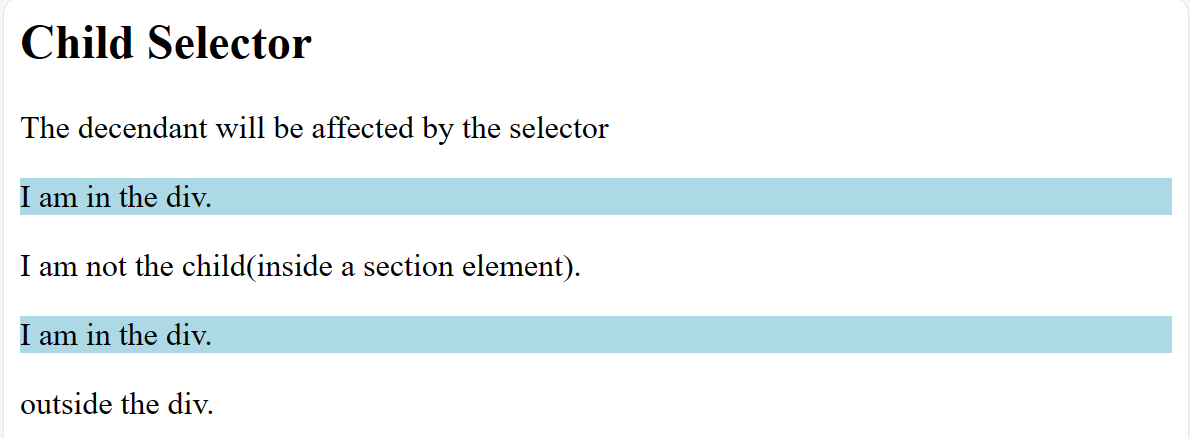 Child Selector
The decendant will be affected by the selector
I am in the div.
I am not the child(inside a section element).
I am in the div.
outside the div.